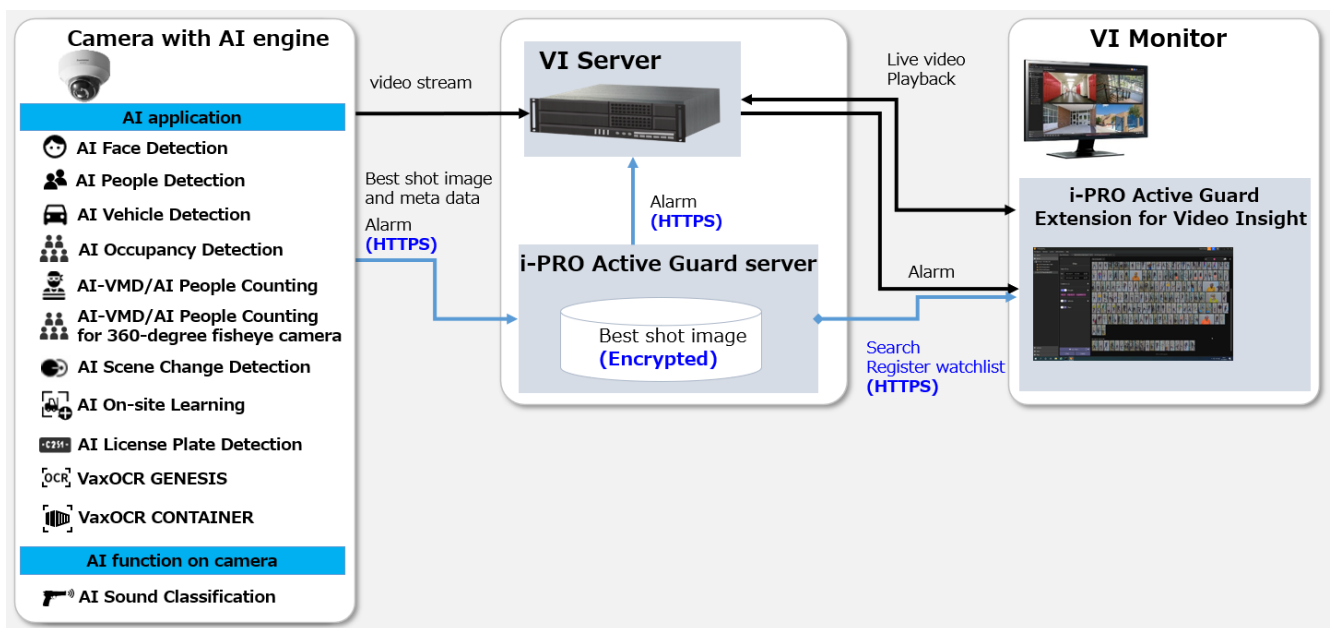 Camera with AI engine
AI application
AI Face Detection
AI People Detection
AI Vehicle Detection
AI Occupancy Detection
AI-VMD/AI People Counting
AI-VMD/AI People Counting
for 360-degree fisheye camera
AI Scene Change Detection
AI On-site Learning
AI License Plate Detection
OCR VaxOCR GENESIS
VaxOCR CONTAINER
AI function on camera
AI Sound Classification
video stream
Best shot image
and meta data
Alarm
(HTTPS)
VI Server
Alarm
(HTTPS)
i-PRO Active Guard server
Best shot image
(Encrypted)
Live video
Playback
Alarm
Search
Register watchlist
(HTTPS)
VI Monitor
i-PRO Active Guard
Extension for Video Insight